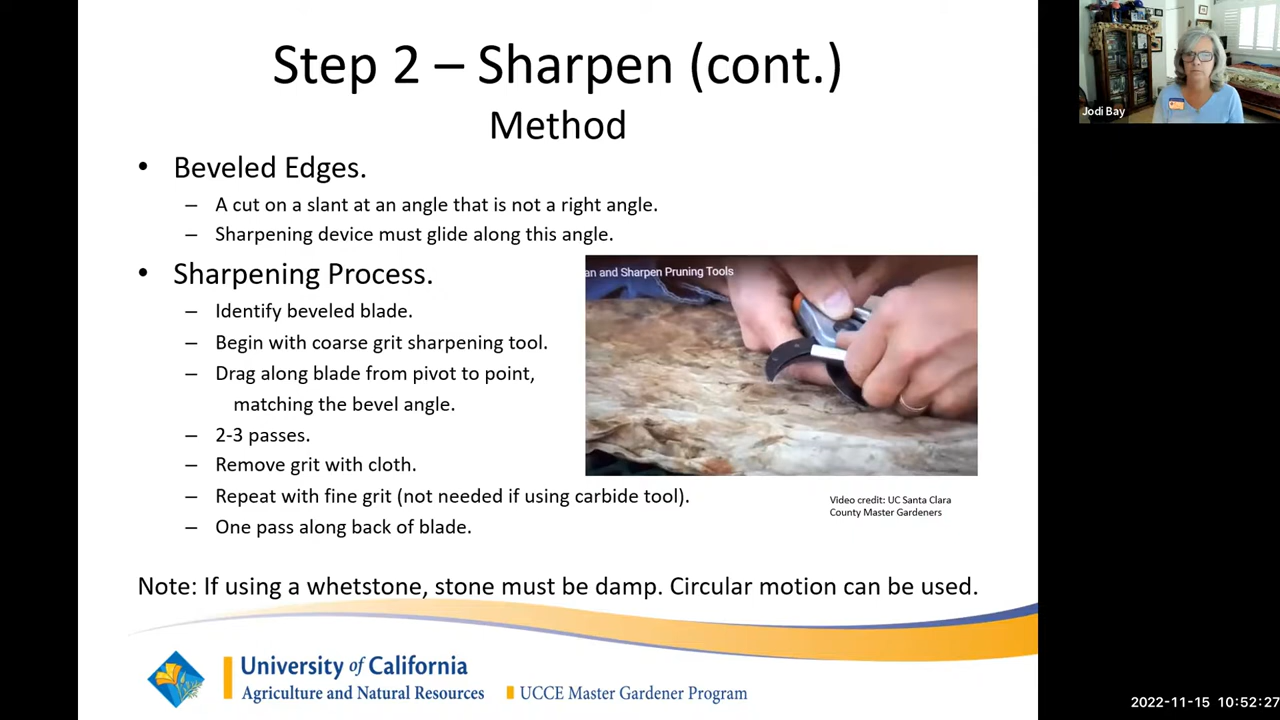 Step 2 – Sharpen (cont.)
Method
• Beveled Edges.
– A cut on a slant at an angle that is not a right angle.
– Sharpening device must glide along this angle.
• Sharpening Process.
– Identify beveled blade.
– Begin with coarse grit sharpening tool.
– Drag along blade from pivot to point,
matching the bevel angle.
– 2-3 passes.
– Remove grit with cloth.
– Repeat with fine grit (not needed if using carbide tool).
– One pass along back of blade.
an and Sharpen Pruning Tools
Video credit: UC Santa Clara
County Master Gardeners
Note: If using a whetstone, stone must be damp. Circular motion can be used.
University of California
Agriculture and Natural Resources
UCCE Master Gardener Program
Jodi Bay
2022-11-15 10:52:27